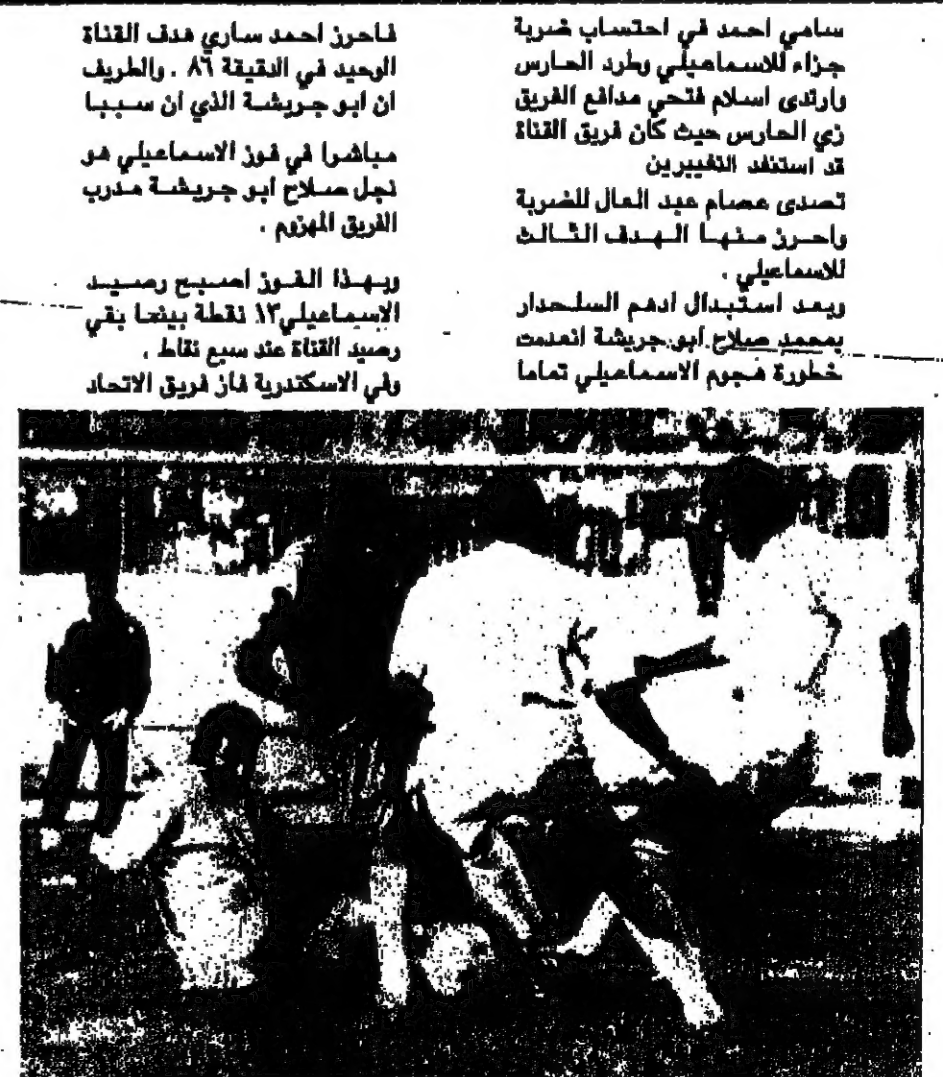 سامي احمد في احتساب ضربة
جزاء للاسماعيلي وطرد الحارس
وارتدى اسلام فتحي مدافع الفريق
زي الحارس حيث كان فريق القناة
قد استنفد التغييرين
تصدى عصام عبد العال للضربة
واحرز منها الهدف الثالث
للاسماعيلي .
وبعد استبدال ادهم السلحدار
بمحمد صلاح ابو جريشة انعدمت
خطورة هجوم الاسماعيلي تماما
فاحرز احمد ساري هدف القناة
الوحيد في الدقيقة ٨٦ . والطريف
ان ابو جريشة الذي ان سببا
مباشرا في فوز الاسماعيلي هو
نجل صلاح ابو جريشة مدرب
الفريق المهزوم .
وبهذا الفوز اصبح رصيد
الاسماعيلي ١٣ نقطة بينما بقي
رصيد القناة عند سبع نقاط .
وفي الاسكندرية فاز فريق الاتحاد